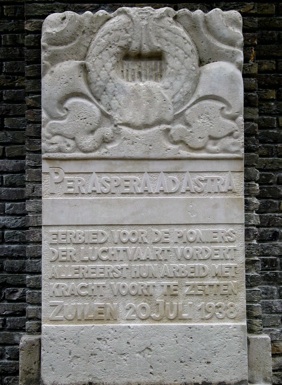 PER ASPERA AD ASTRA
EERBIED VOOR DE PIONIERS
DER LUCHTVAART VORDERT
ALLEREERST HUN ARBEID MET
KRACHT VOORT TE ZETTEN
ZUILEN 20 JULI 1938